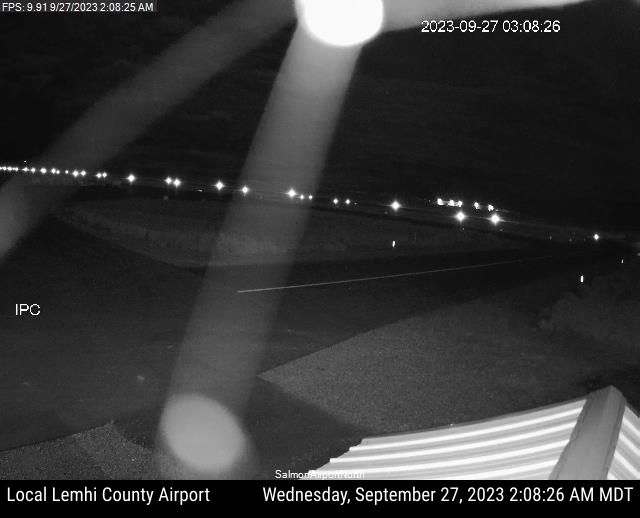 FPS: 9.91 9/27/2023 2:08:25 AM
2023-09-27 03:08:26
IPC
SalmonAirportNorth
Local Lemhi County Airport Wednesday, September 27, 2023 2:08:26 AM MDT